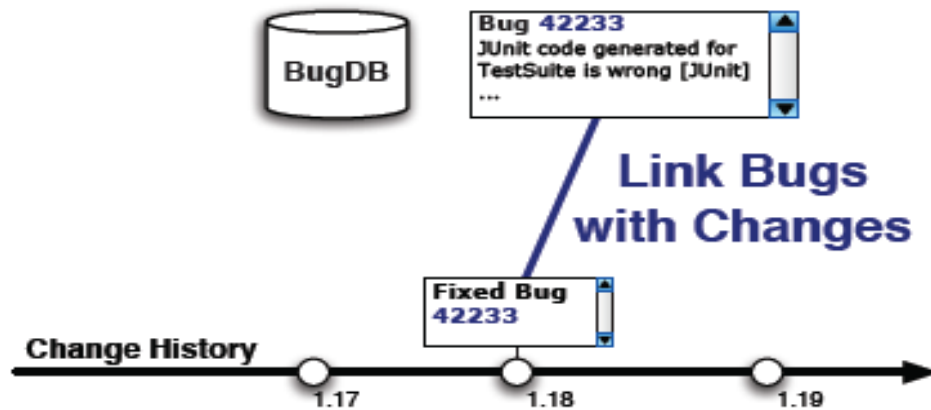 BugDB
Bug 42233
JUnit code generated for
TestSuite is wrong [JUnit]
...
Link Bugs
with Changes
Fixed Bug
42233
Change History
1.17
1.18
1.19